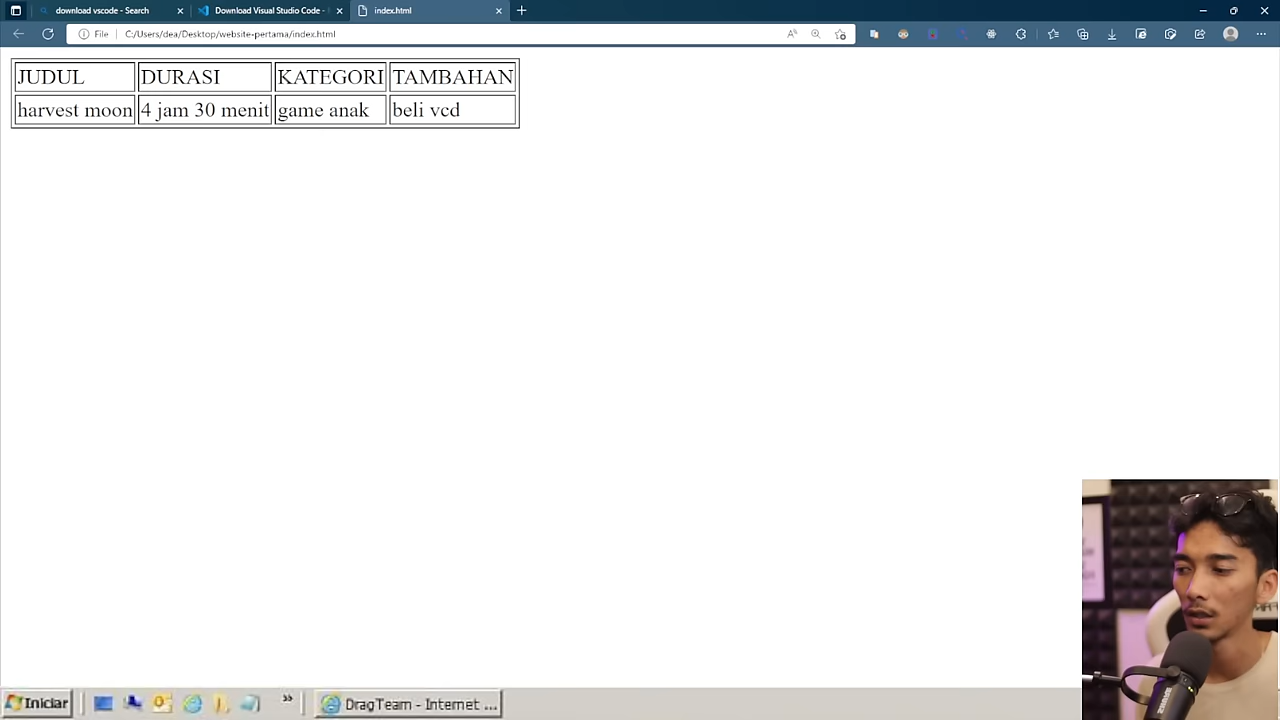 download vscode - Search
Download Visual Studio Code -
index.html
File
C:/Users/dea/Desktop/website-pertama/index.html
JUDUL DURASI KATEGORI TAMBAHAN
harvest moon 4 jam 30 menit game anak beli vcd
Iniciar
DragTeam - Internet ...